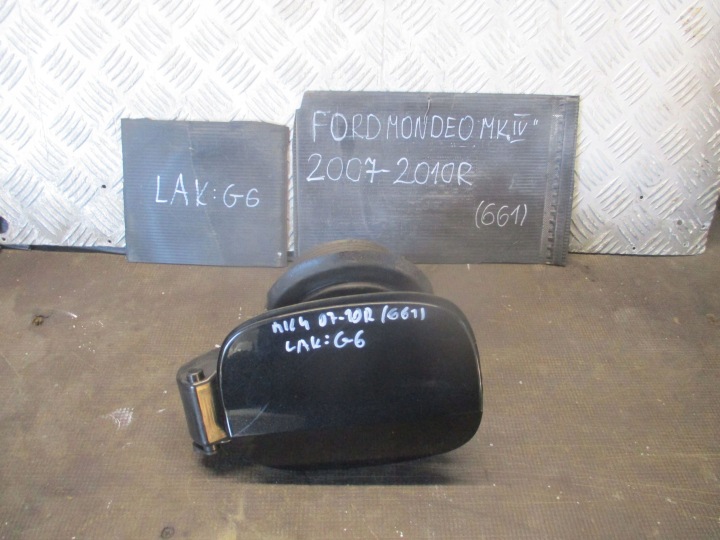 LAK:G6
FORD MONDEO MK"IV"
2007-2010R
(661)
MK4 07-10R (661)
LAK:G6